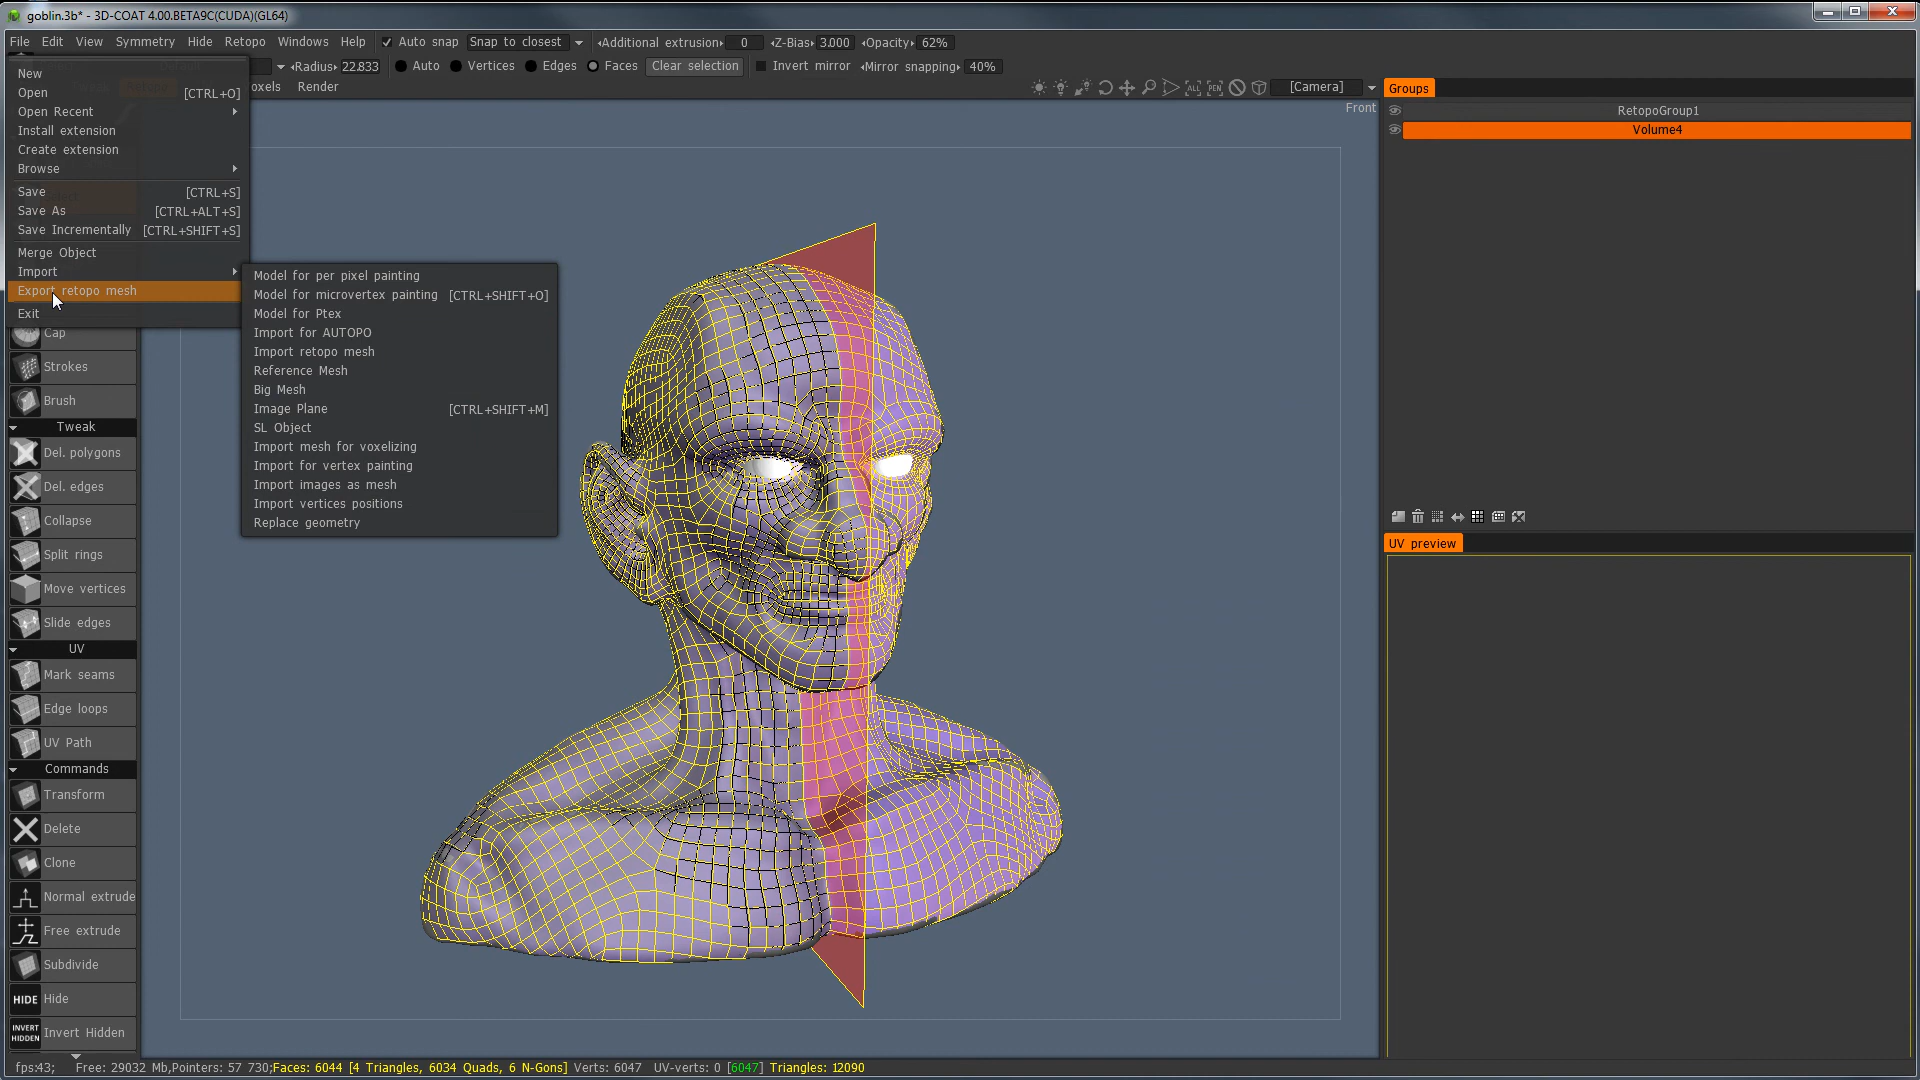 goblin.3b* - 3D-COAT 4.00.BETA9C(CUDA)(GL64)
File Edit View Symmetry Hide Retopo Windows Help Auto snap Snap to closest Additional extrusion 0 Z-Bias 3.000 Opacity 62%
Radius 22.833 Auto Vertices Edges Faces Clear selection Invert mirror Mirror snapping 40%
oxels Render [Camera]
Front
New
Open [CTRL+O]
Open Recent
Install extension
Create extension
Browse
Save [CTRL+S]
Save As [CTRL+ALT+S]
Save Incrementally [CTRL+SHIFT+S]
Merge Object
Import
Export retopo mesh
Exit
Model for per pixel painting
Model for microvertex painting [CTRL+SHIFT+O]
Model for Ptex
Import for AUTOPO
Import retopo mesh
Reference Mesh
Big Mesh
Image Plane [CTRL+SHIFT+M]
SL Object
Import mesh for voxelizing
Import for vertex painting
Import images as mesh
Import vertices positions
Replace geometry
Cap
Strokes
Brush
Tweak
Del. polygons
Del. edges
Collapse
Split rings
Move vertices
Slide edges
UV
Mark seams
Edge loops
UV Path
Commands
Transform
Delete
Clone
Normal extrude
Free extrude
Subdivide
HIDE Hide
INVERT HIDDEN Invert Hidden
Groups
RetopoGroup1
Volume4
UV preview
fps:43; Free: 29032 Mb,Pointers: 57 730;Faces: 6044 [4 Triangles, 6034 Quads, 6 N-Gons] Verts: 6047 UV-verts: 0 [6047] Triangles: 12090